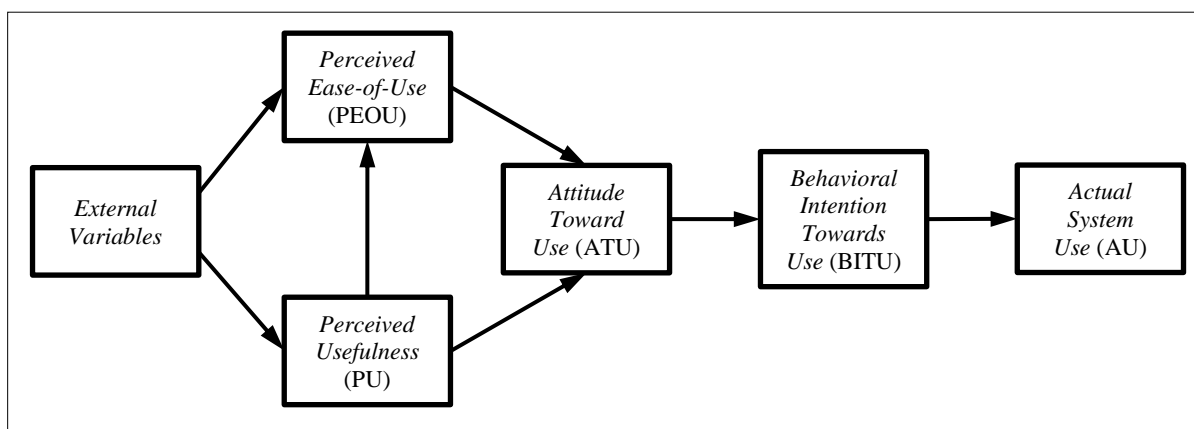 Perceived
Ease-of-Use
(PEOU)
External
Variables
Perceived
Usefulness
(PU)
Attitude
Toward
Use (ATU)
Behavioral
Intention
Towards
Use (BITU)
Actual
System
Use (AU)